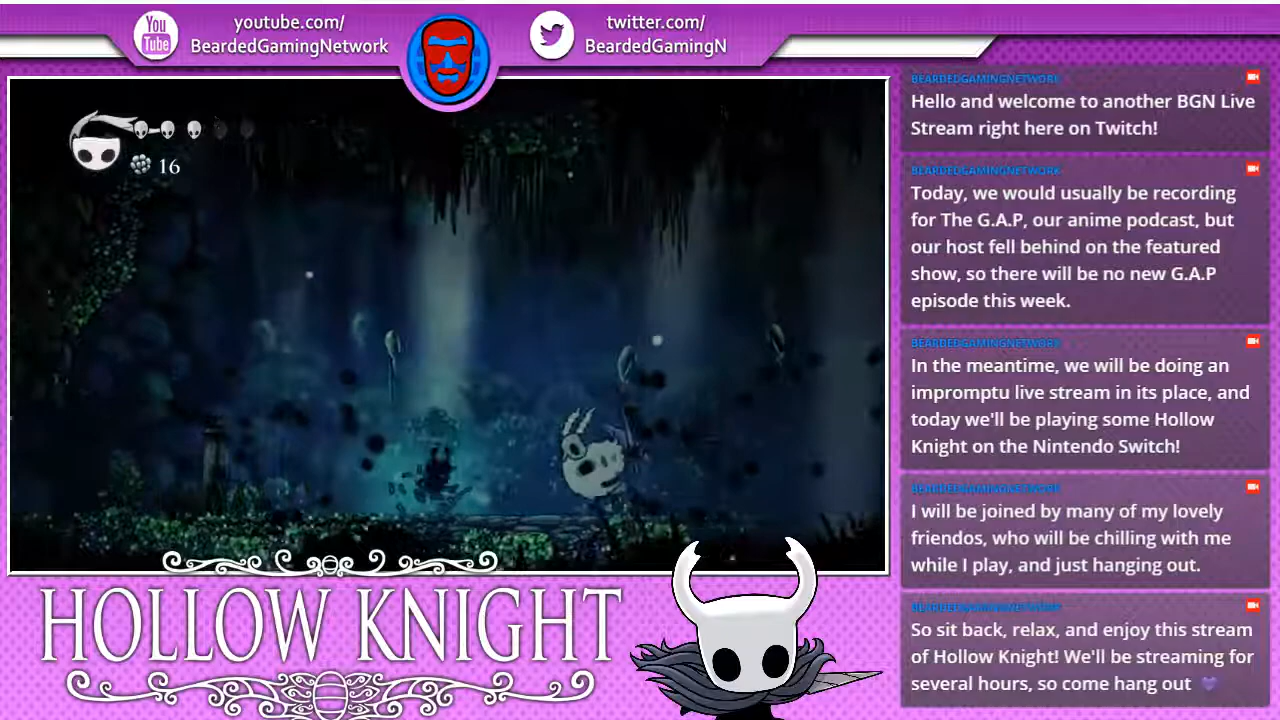 youtube.com/
BeardedGamingNetwork
You
Tube
twitter.com/
BeardedGamingN
16
HOLLOW KNIGHT
BEARDEDGAMINGNETWORK
Hello and welcome to another BGN Live
Stream right here on Twitch!
BEARDEDGAMINGNETWORK
Today, we would usually be recording
for The G.A.P, our anime podcast, but
our host fell behind on the featured
show, so there will be no new G.A.P
episode this week.
BEARDEDGAMINGNETWORK
In the meantime, we will be doing an
impromptu live stream in its place, and
today we'll be playing some Hollow
Knight on the Nintendo Switch!
BEARDEDGAMINGNETWORK
I will be joined by many of my lovely
friendos, who will be chilling with me
while I play, and just hanging out.
BEARDEDGAMINGNETWORK
So sit back, relax, and enjoy this stream
of Hollow Knight! We'll be streaming for
several hours, so come hang out